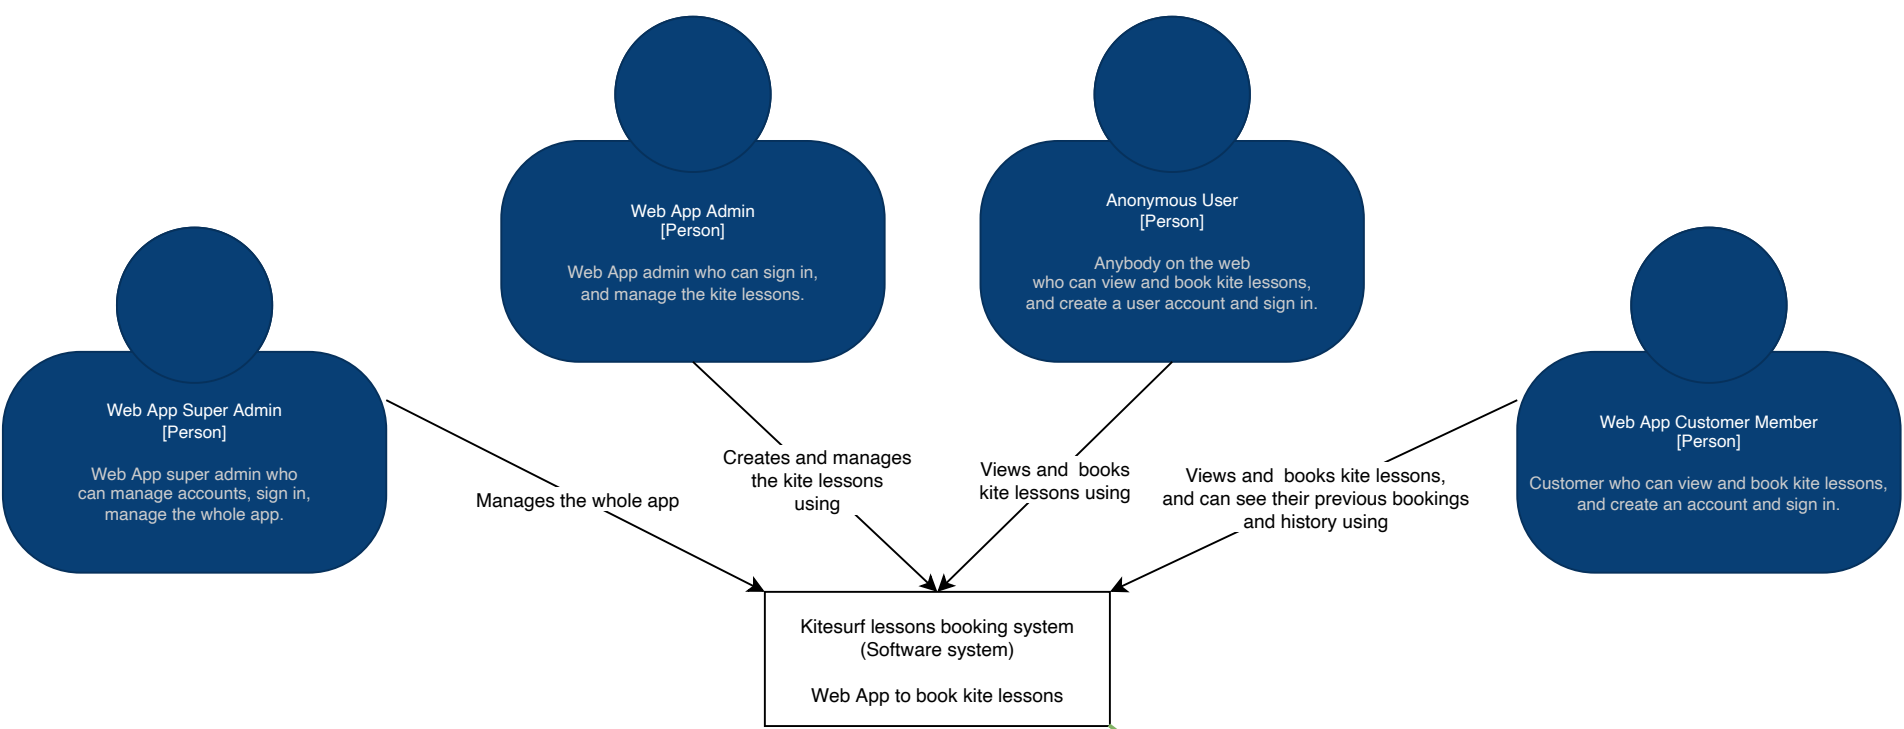 Web App Admin
[Person]
Web App admin who can sign in,
and manage the kite lessons.
Anonymous User
[Person]
Anybody on the web
who can view and book kite lessons,
and create a user account and sign in.
Web App Super Admin
[Person]
Web App super admin who
can manage accounts, sign in,
manage the whole app.
Web App Customer Member
[Person]
Customer who can view and book kite lessons,
and create an account and sign in.
Manages the whole app
Creates and manages
the kite lessons
using
Views and books
kite lessons using
Views and books kite lessons,
and can see their previous bookings
and history using
Kitesurf lessons booking system
(Software system)
Web App to book kite lessons